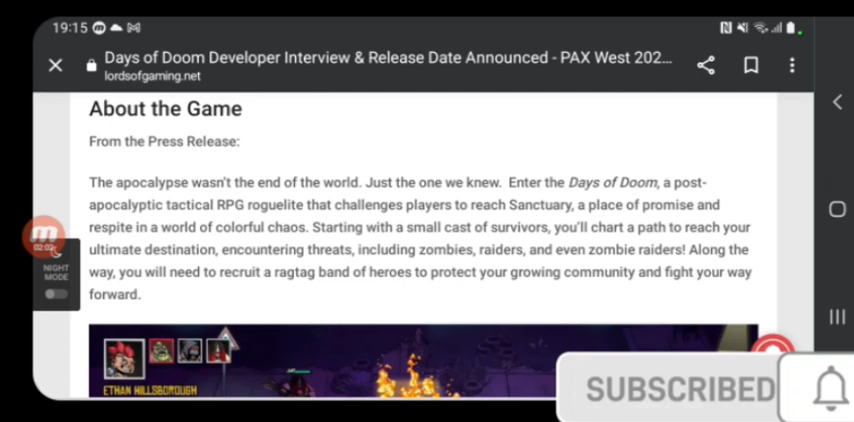 19:15
Days of Doom Developer Interview & Release Date Announced - PAX West 202...
lordsofgaming.net
About the Game
From the Press Release:
The apocalypse wasn't the end of the world. Just the one we knew. Enter the Days of Doom, a post-
apocalyptic tactical RPG roguelite that challenges players to reach Sanctuary, a place of promise and
respite in a world of colorful chaos. Starting with a small cast of survivors, you'll chart a path to reach your
ultimate destination, encountering threats, including zombies, raiders, and even zombie raiders! Along the
way, you will need to recruit a ragtag band of heroes to protect your growing community and fight your way
forward.
NIGHT
MODE
ETHAN HILLSBOROUGH
SUBSCRIBED